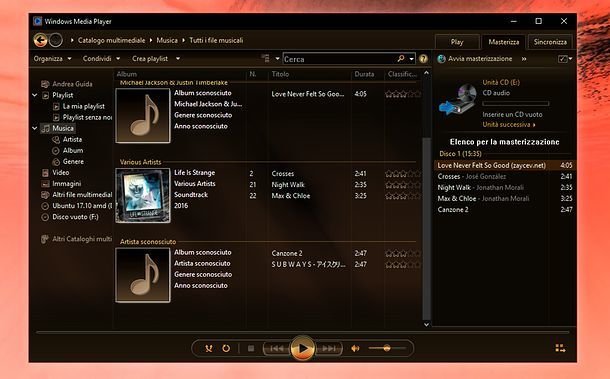 Windows Media Player
Catalogo multimediale
Musica
Tutti i file musicali
Play
Masterizza
Sincronizza
Organizza
Condividi
Crea playlist
Cerca
Avvia masterizzazione
»
Album
N.
Titolo
Durata
Classific...
Andrea Guida
Playlist
La mia playlist
Playlist senza nor
Musica
Artista
Album
Genere
Video
Immagini
Altri file multimedial
Ubuntu 17.10 amd (I
Disco vuoto (F:)
Altri Cataloghi multi
Michael Jackson & Justin Timberlake
Album sconosciuto
Michael Jackson & Ju...
Genere sconosciuto
Anno sconosciuto
Love Never Felt So Goo...
4:05
Various Artists
LIFE IS STRANGE
Life Is Strange
Various Artists
Soundtrack
2016
2
Crosses
2:41
21
Night Walk
2:35
22
Max & Chloe
2:35
Artista sconosciuto
Album sconosciuto
Artista sconosciuto
Genere sconosciuto
Anno sconosciuto
Canzone 2
2:47
S U B W A Y S - アイスクリ...
2:47
Unità CD (E:)
CD audio
Inserire un CD vuoto
Unità successiva
Elenco per la masterizzazione
Disco 1 (15:35)
Love Never Felt So Good (zaycev.net)
4:05
Crosses - José González
2:41
Night Walk - Jonathan Morali
2:35
Max & Chloe - Jonathan Morali
2:35
Canzone 2
2:47